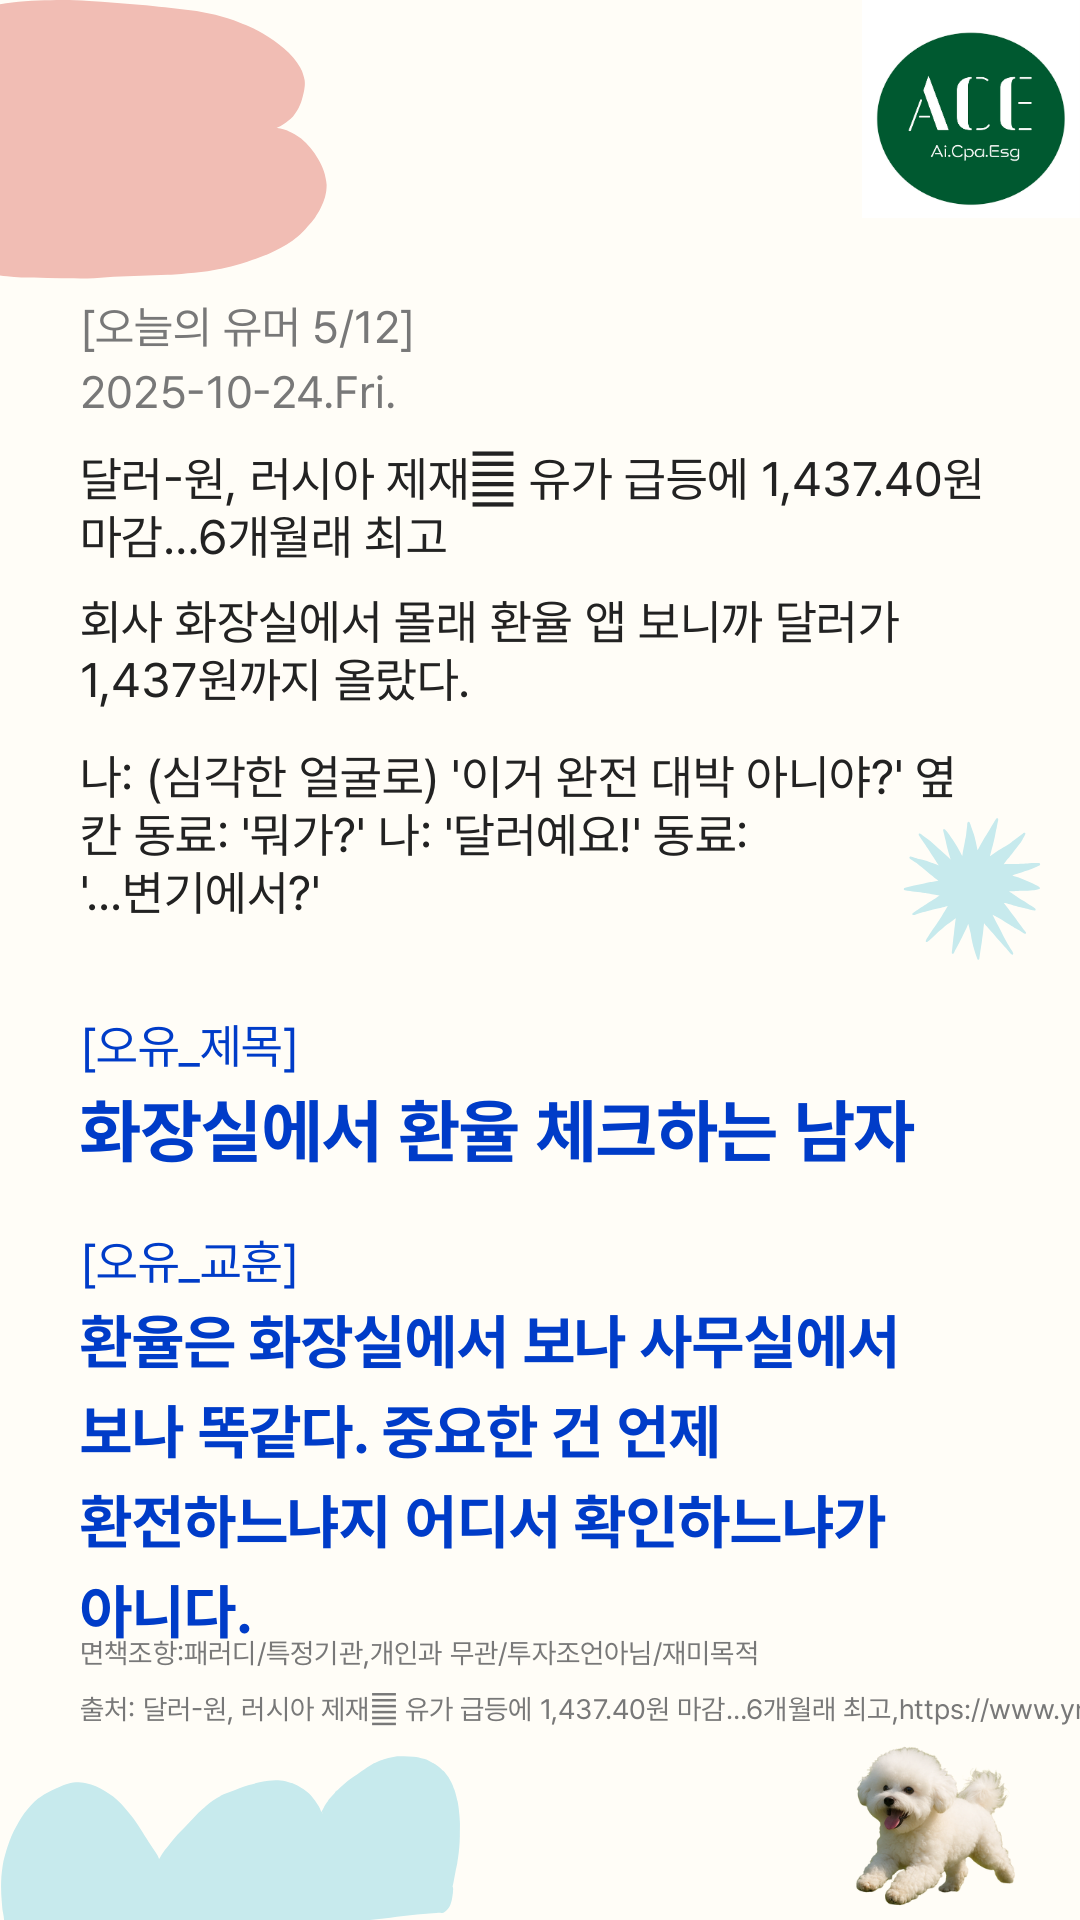 ACE
Ai.Cpa.Esg
[오늘의 유머 5/12]
2025-10-24.Fri.
달러-원, 러시아 제재䷀ 유가 급등에 1,437.40원
마감…6개월래 최고
회사 화장실에서 몰래 환율 앱 보니까 달러가
1,437원까지 올랐다.
나: (심각한 얼굴로) '이거 완전 대박 아니야?' 옆
칸 동료: '뭐가?' 나: '달러예요!' 동료:
'…변기에서?'
[오유_제목]
화장실에서 환율 체크하는 남자
[오유_교훈]
환율은 화장실에서 보나 사무실에서
보나 똑같다. 중요한 건 언제
환전하느냐지 어디서 확인하느냐가
아니다.
면책조항:패러디/특정기관,개인과 무관/투자조언아님/재미목적
출처: 달러-원, 러시아 제재䷀ 유가 급등에 1,437.40원 마감…6개월래 최고,https://www.yn